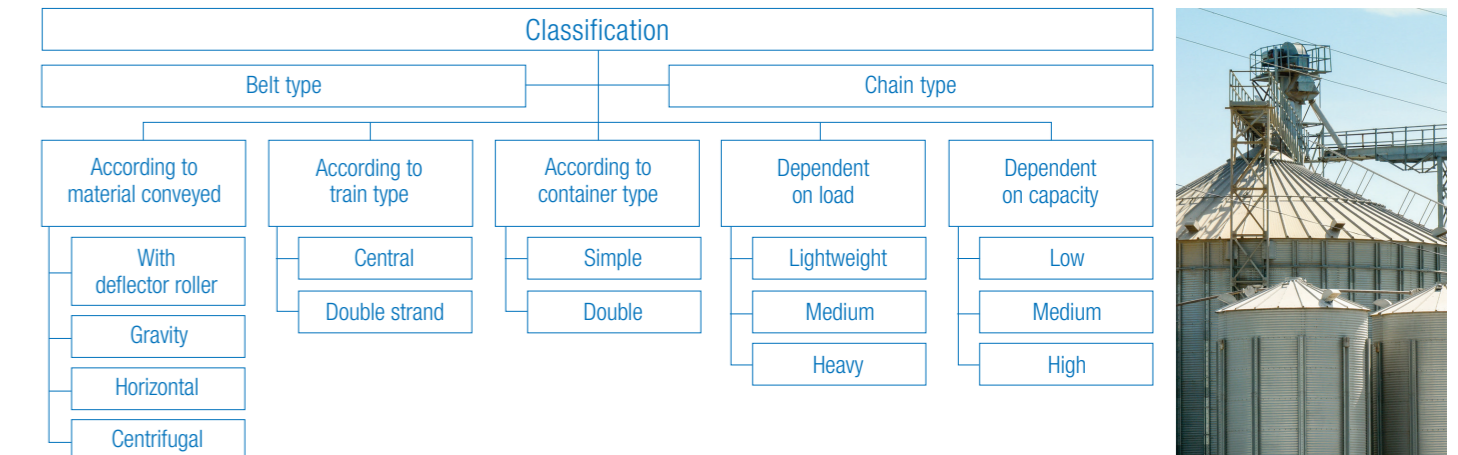 Classification
Belt type
Chain type
According to
material conveyed
According to
train type
According to
container type
Dependent
on load
Dependent
on capacity
With
deflector roller
Gravity
Horizontal
Centrifugal
Central
Double strand
Simple
Double
Lightweight
Medium
Heavy
Low
Medium
High